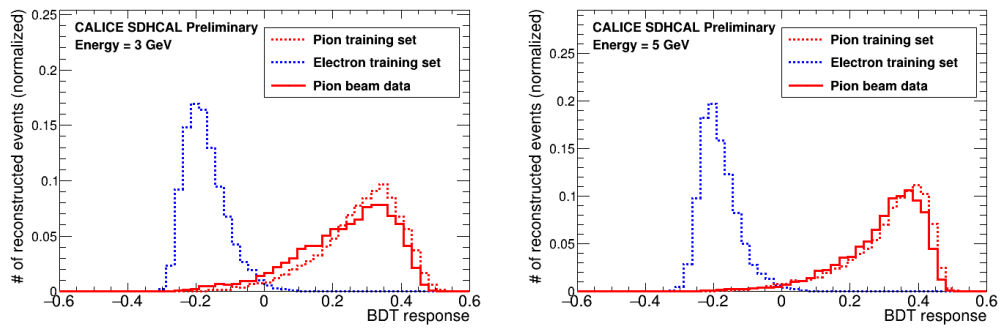 CALICE SDHCAL Preliminary
Energy = 3 GeV
Pion training set
Electron training set
Pion beam data
# of reconstructed events (normalized)
0.25
0.2
0.15
0.1
0.05
0
−0.6 −0.4 −0.2 0 0.2 0.4 0.6
BDT response
CALICE SDHCAL Preliminary
Energy = 5 GeV
Pion training set
Electron training set
Pion beam data
# of reconstructed events (normalized)
0.25
0.2
0.15
0.1
0.05
0
−0.6 −0.4 −0.2 0 0.2 0.4 0.6
BDT response